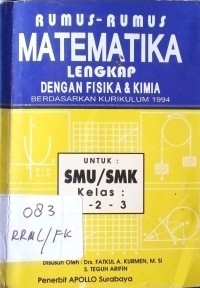 RUMUS-RUMUS
MATEMATIKA
LENGKAP
DENGAN FISIKA & KIMIA
BERDASARKAN KURIKULUM 1994
UNTUK :
SMU/SMK
Kelas :
- 2 - 3
083
RRML/FK
Disusun Oleh : Drs. FATKUL A. KURMEN, M. SI
S. TEGUH ARIFIN
Penerbit APOLLO Surabaya